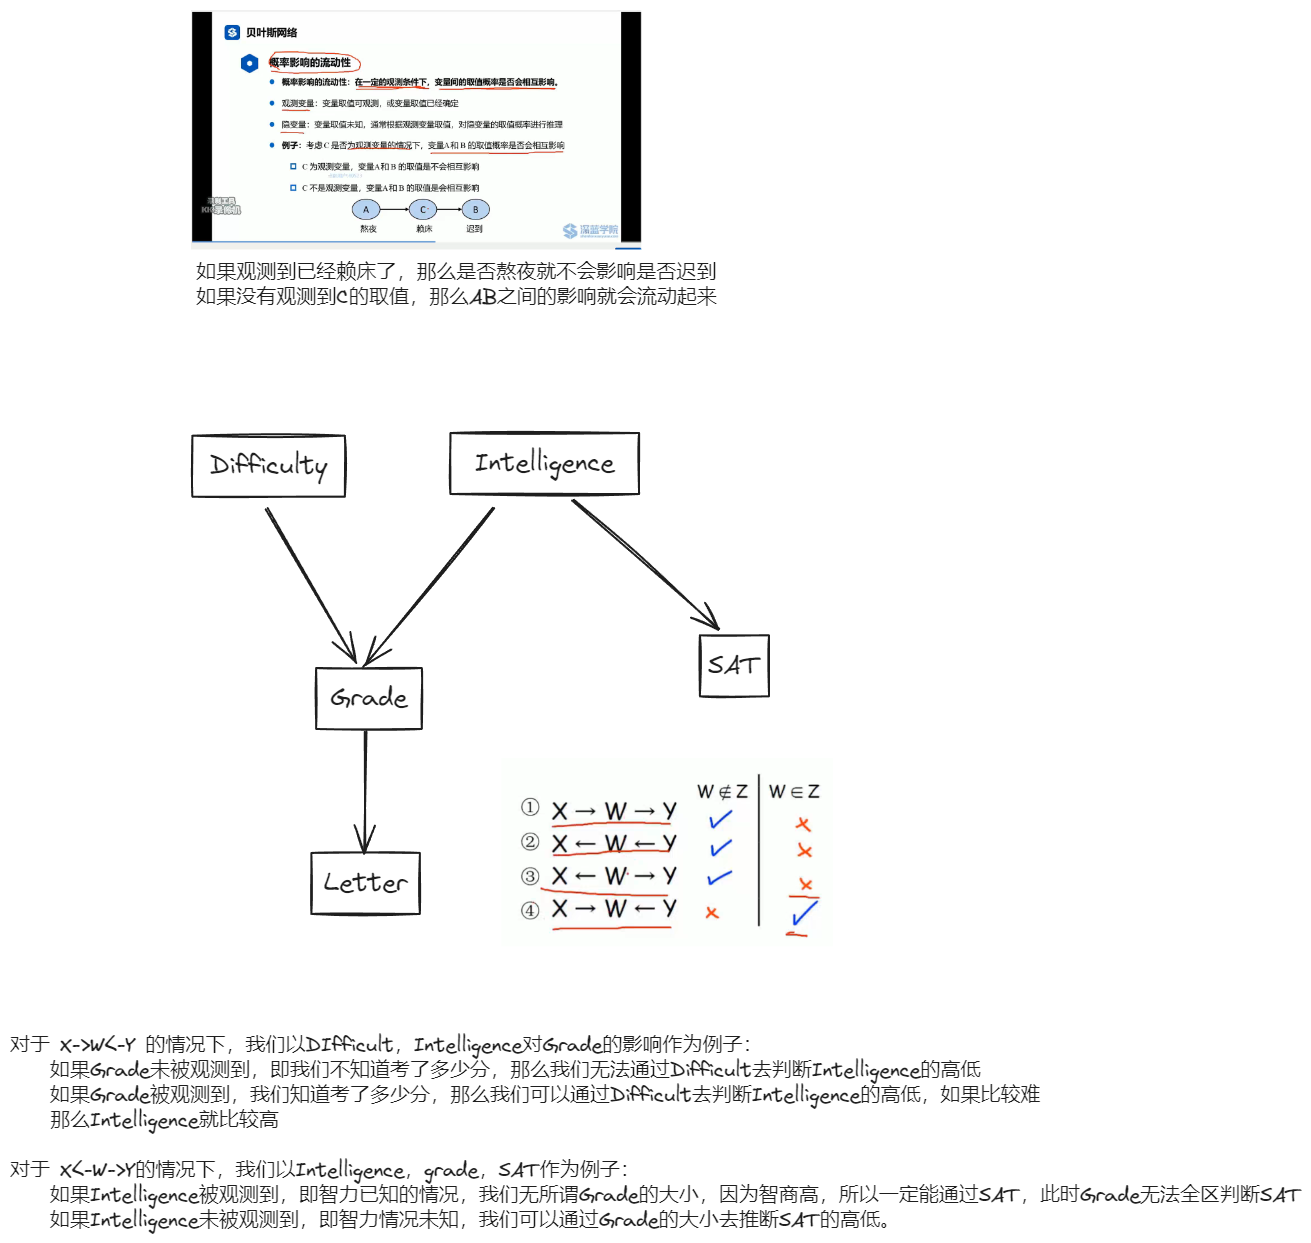 贝叶斯网络
概率影响的流动性
概率影响的流动性：在一定的观测条件下，变量间的取值概率是否会相互影响。
观测变量：变量取值可观测，或变量取值已经确定
隐变量：变量取值未知，通常根据观测变量取值，对隐变量的取值概率进行推理
例子：考虑 C 是否为观测变量的情况下，变量A和 B 的取值概率是否会相互影响
C 为观测变量，变量A和 B 的取值是不会相互影响
C 不是观测变量，变量A和 B 的取值是会相互影响
A C B
熬夜 赖床 迟到
深蓝学院
如果观测到已经赖床了，那么是否熬夜就不会影响是否迟到
如果没有观测到C的取值，那么AB之间的影响就会流动起来
Difficulty
Intelligence
SAT
Grade
Letter
W ∉ Z W ∈ Z
① X → W → Y ✓ ×
② X ← W ← Y ✓ ×
③ X ← W → Y ✓ ×
④ X → W ← Y × ✓
对于 X->W<-Y 的情况下，我们以DIfficult，Intelligence对Grade的影响作为例子：
如果Grade未被观测到，即我们不知道考了多少分，那么我们无法通过Difficult去判断Intelligence的高低
如果Grade被观测到，我们知道考了多少分，那么我们可以通过Difficult去判断Intelligence的高低，如果比较难
那么Intelligence就比较高
对于 X<-W->Y的情况下，我们以Intelligence，grade，SAT作为例子：
如果Intelligence被观测到，即智力已知的情况，我们无所谓Grade的大小，因为智商高，所以一定能通过SAT，此时Grade无法全区判断SAT
如果Intelligence未被观测到，即智力情况未知，我们可以通过Grade的大小去推断SAT的高低。